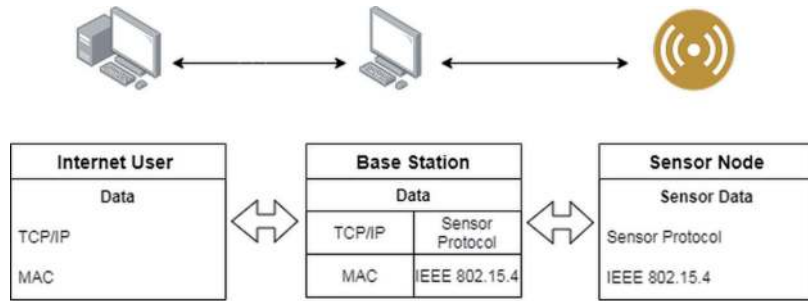 Internet User
Data
TCP/IP
MAC
Base Station
Data
TCP/IP
Sensor
Protocol
MAC
IEEE 802.15.4
Sensor Node
Sensor Data
Sensor Protocol
IEEE 802.15.4